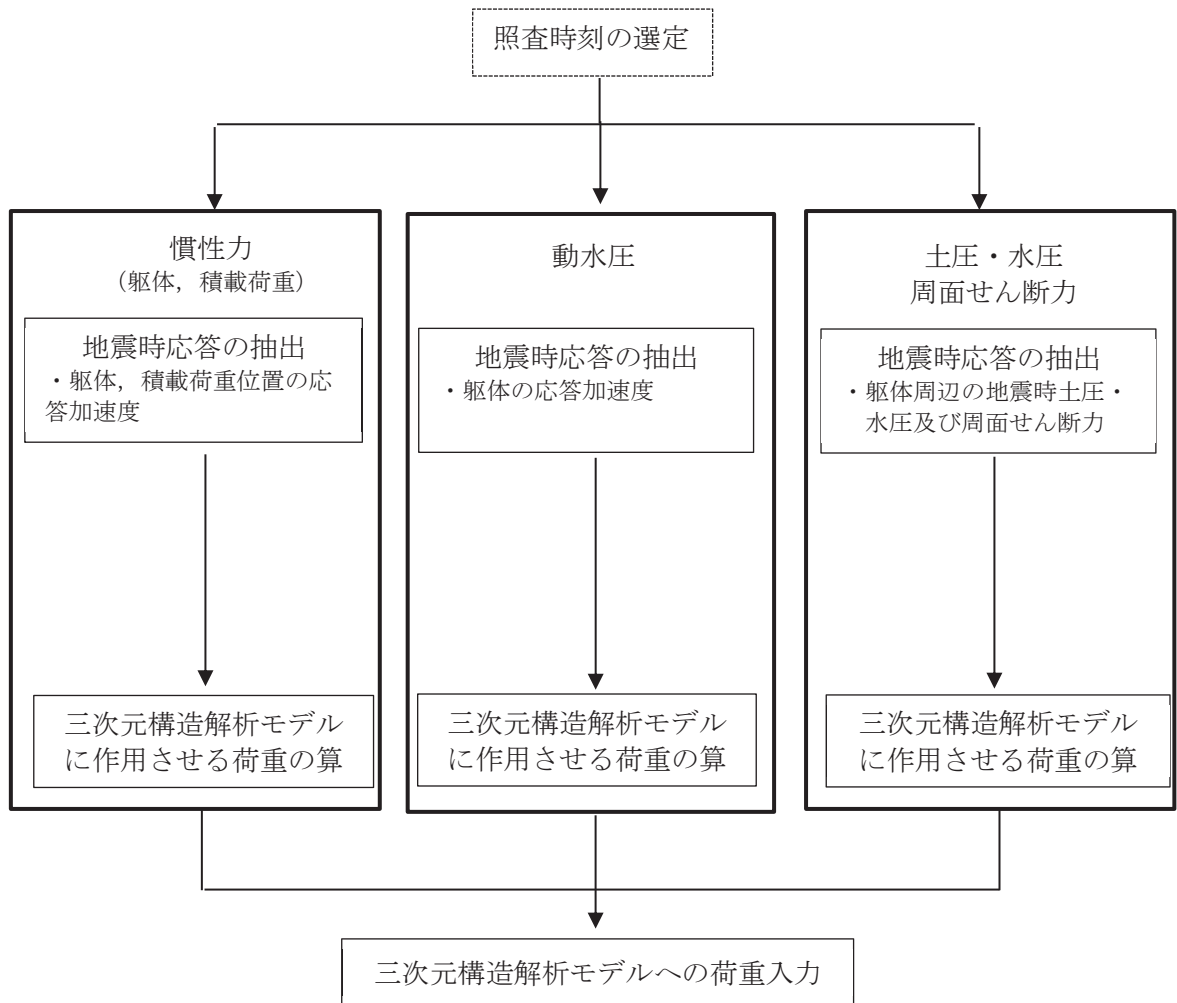 照査時刻の選定
慣性力
（躯体，積載荷重）
地震時応答の抽出
・躯体，積載荷重位置の応
答加速度
三次元構造解析モデル
に作用させる荷重の算
動水圧
地震時応答の抽出
・躯体の応答加速度
三次元構造解析モデル
に作用させる荷重の算
土圧・水圧
周面せん断力
地震時応答の抽出
・躯体周辺の地震時土圧・
水圧及び周面せん断力
三次元構造解析モデル
に作用させる荷重の算
三次元構造解析モデルへの荷重入力